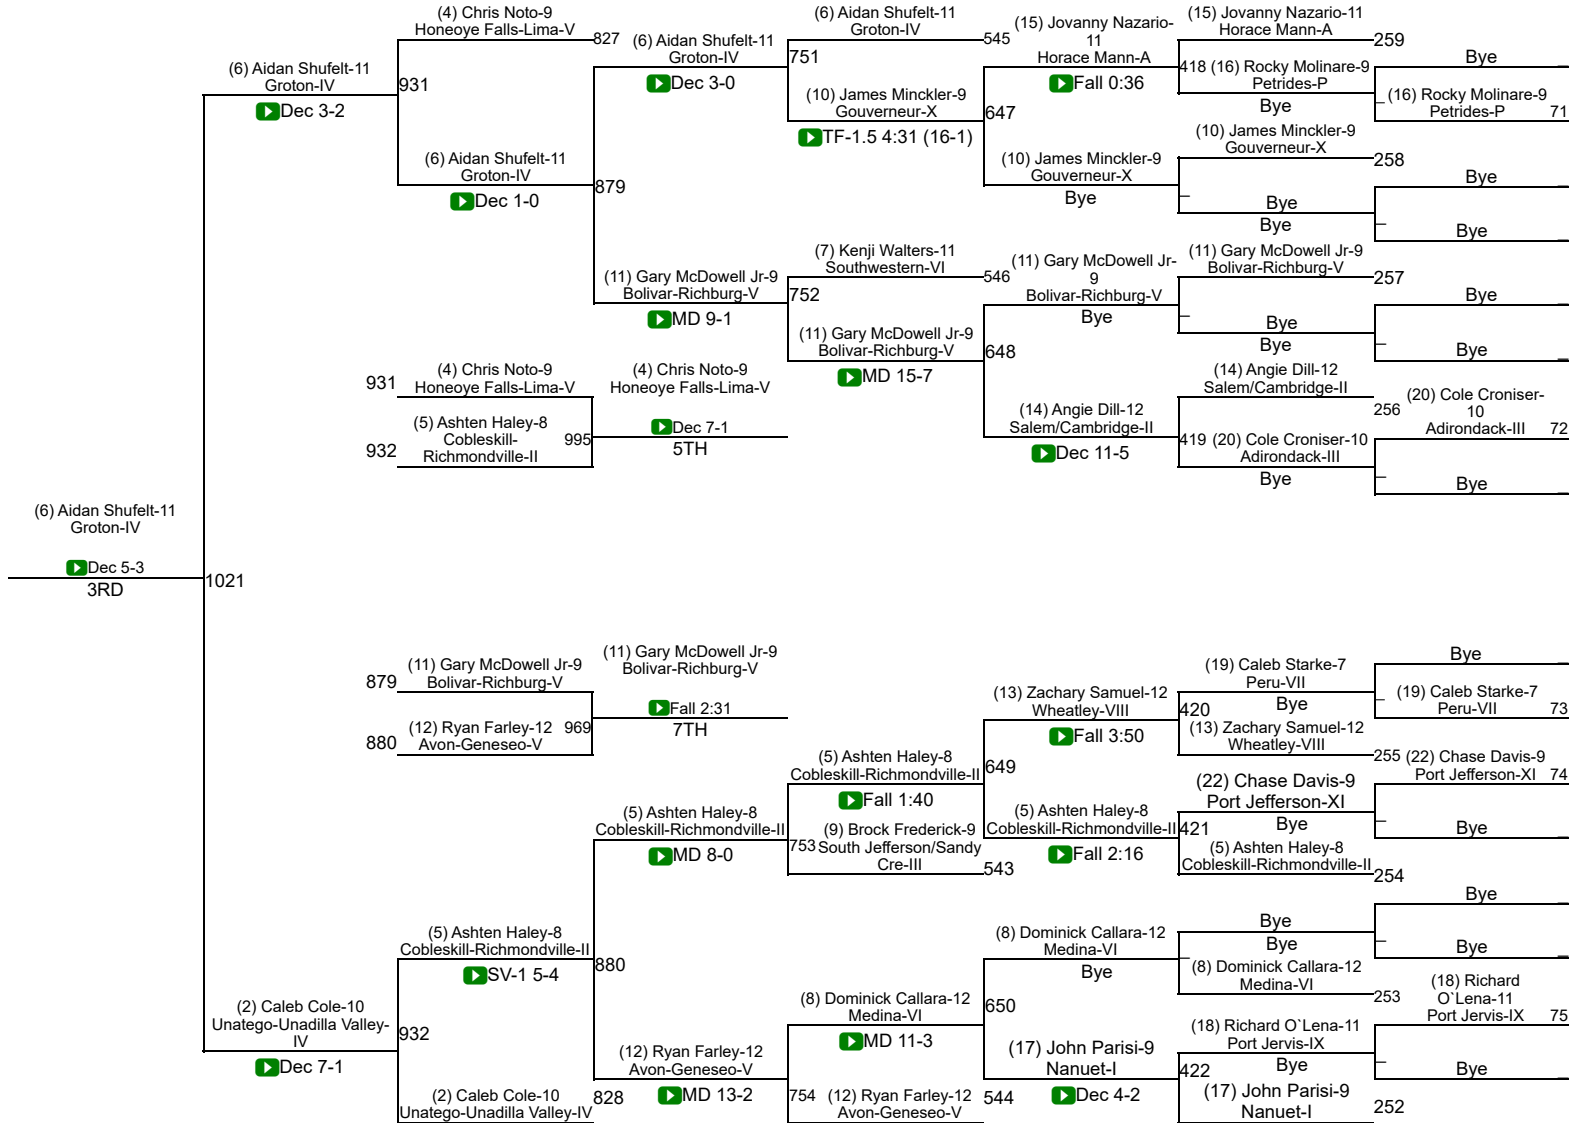 (4) Chris Noto-9
Honeoye Falls-Lima-V
827
(6) Aidan Shufelt-11
Groton-IV
Dec 3-2
931
(6) Aidan Shufelt-11
Groton-IV
Dec 1-0
(6) Aidan Shufelt-11
Groton-IV
Dec 3-0
879
(11) Gary McDowell Jr-9
Bolivar-Richburg-V
MD 9-1
(6) Aidan Shufelt-11
Groton-IV
545
751
(10) James Minckler-9
Gouverneur-X
TF-1.5 4:31 (16-1)
(7) Kenji Walters-11
Southwestern-VI
546
752
(11) Gary McDowell Jr-9
Bolivar-Richburg-V
MD 15-7
(15) Jovanny Nazario-
11
Horace Mann-A
Fall 0:36
647
(10) James Minckler-9
Gouverneur-X
Bye
(11) Gary McDowell Jr-
9
Bolivar-Richburg-V
Bye
648
(14) Angie Dill-12
Salem/Cambridge-II
Dec 11-5
(15) Jovanny Nazario-11
Horace Mann-A
259
418
(16) Rocky Molinare-9
Petrides-P
Bye
(10) James Minckler-9
Gouverneur-X
258
_
Bye
Bye
(11) Gary McDowell Jr-9
Bolivar-Richburg-V
257
_
Bye
Bye
(14) Angie Dill-12
Salem/Cambridge-II
256
419
(20) Cole Croniser-10
Adirondack-III
Bye
Bye _
_
(16) Rocky Molinare-9
Petrides-P 71
Bye _
_
Bye _
Bye _
_
Bye _
(20) Cole Croniser-
10
Adirondack-III 72
_
Bye _
931
(4) Chris Noto-9
Honeoye Falls-Lima-V
932
(5) Ashten Haley-8
Cobleskill-
Richmondville-II
995
(4) Chris Noto-9
Honeoye Falls-Lima-V
Dec 7-1
5TH
(6) Aidan Shufelt-11
Groton-IV
Dec 5-3
3RD
1021
879
(11) Gary McDowell Jr-9
Bolivar-Richburg-V
880
(12) Ryan Farley-12
Avon-Geneseo-V
969
(11) Gary McDowell Jr-9
Bolivar-Richburg-V
Fall 2:31
7TH
(2) Caleb Cole-10
Unatego-Unadilla Valley-
IV
Dec 7-1
(5) Ashten Haley-8
Cobleskill-Richmondville-II
SV-1 5-4
932
(2) Caleb Cole-10
Unatego-Unadilla Valley-IV
828
(5) Ashten Haley-8
Cobleskill-Richmondville-II
MD 8-0
880
(12) Ryan Farley-12
Avon-Geneseo-V
MD 13-2
(5) Ashten Haley-8
Cobleskill-Richmondville-II
Fall 1:40
753
(9) Brock Frederick-9
South Jefferson/Sandy
Cre-III
543
(8) Dominick Callara-12
Medina-VI
MD 11-3
754
(12) Ryan Farley-12
Avon-Geneseo-V
544
(13) Zachary Samuel-12
Wheatley-VIII
Fall 3:50
649
(5) Ashten Haley-8
Cobleskill-Richmondville-II
Fall 2:16
(8) Dominick Callara-12
Medina-VI
Bye
650
(17) John Parisi-9
Nanuet-I
Dec 4-2
(19) Caleb Starke-7
Peru-VII
Bye
420
(13) Zachary Samuel-12
Wheatley-VIII
255
(22) Chase Davis-9
Port Jefferson-XI
Bye
421
(5) Ashten Haley-8
Cobleskill-Richmondville-II
254
Bye
Bye
_
(8) Dominick Callara-12
Medina-VI
253
(18) Richard O`Lena-11
Port Jervis-IX
Bye
422
(17) John Parisi-9
Nanuet-I
252
Bye _
_
(19) Caleb Starke-7
Peru-VII 73
(22) Chase Davis-9
Port Jefferson-XI 74
_
Bye _
Bye _
_
Bye _
(18) Richard
O`Lena-11
Port Jervis-IX 75
_
Bye _